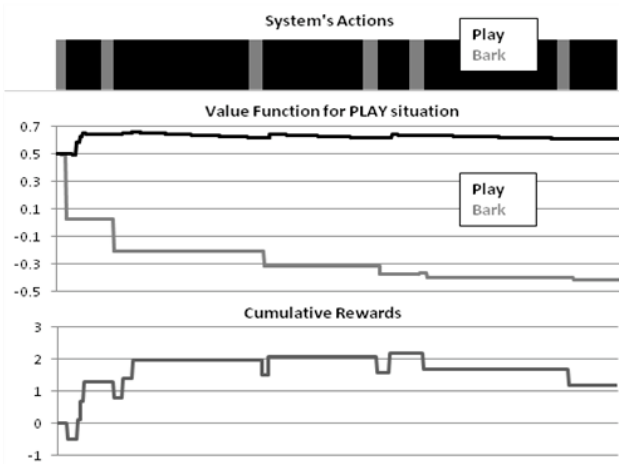 System's Actions
Play
Bark
Value Function for PLAY situation
0.7
0.5
0.3
0.1
-0.1
-0.3
-0.5
Play
Bark
Cumulative Rewards
3
2
1
0
-1